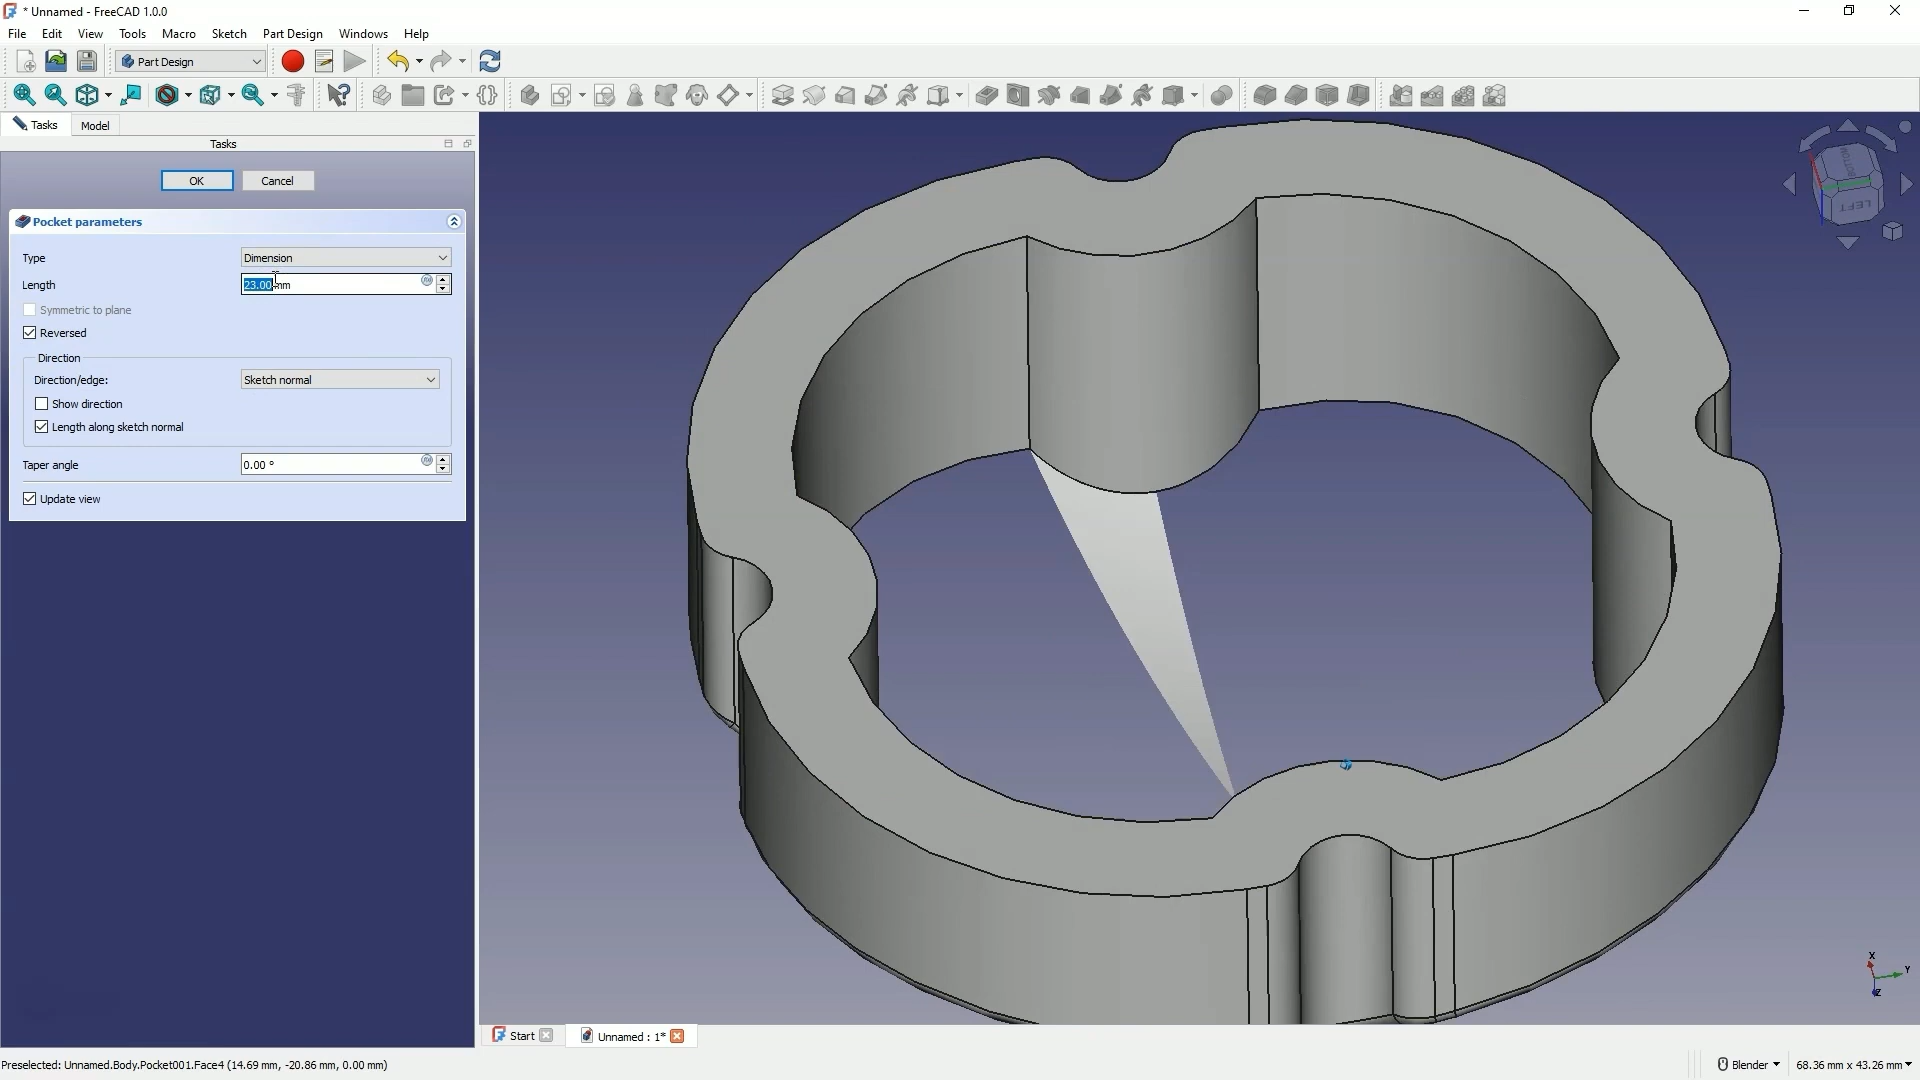 * Unnamed - FreeCAD 1.0.0
File Edit View Tools Macro Sketch Part Design Windows Help
Part Design
Tasks Model
Tasks
OK Cancel
Pocket parameters
Type Dimension
Length 23.00 mm
Symmetric to plane
Reversed
Direction
Direction/edge: Sketch normal
Show direction
Length along sketch normal
Taper angle 0.00 °
Update view
BOTTOM
LEFT
X
Y
Z
Start Unnamed : 1*
Preselected: Unnamed.Body.Pocket001.Face4 (14.69 mm, -20.86 mm, 0.00 mm) Blender 68.36 mm x 43.26 mm